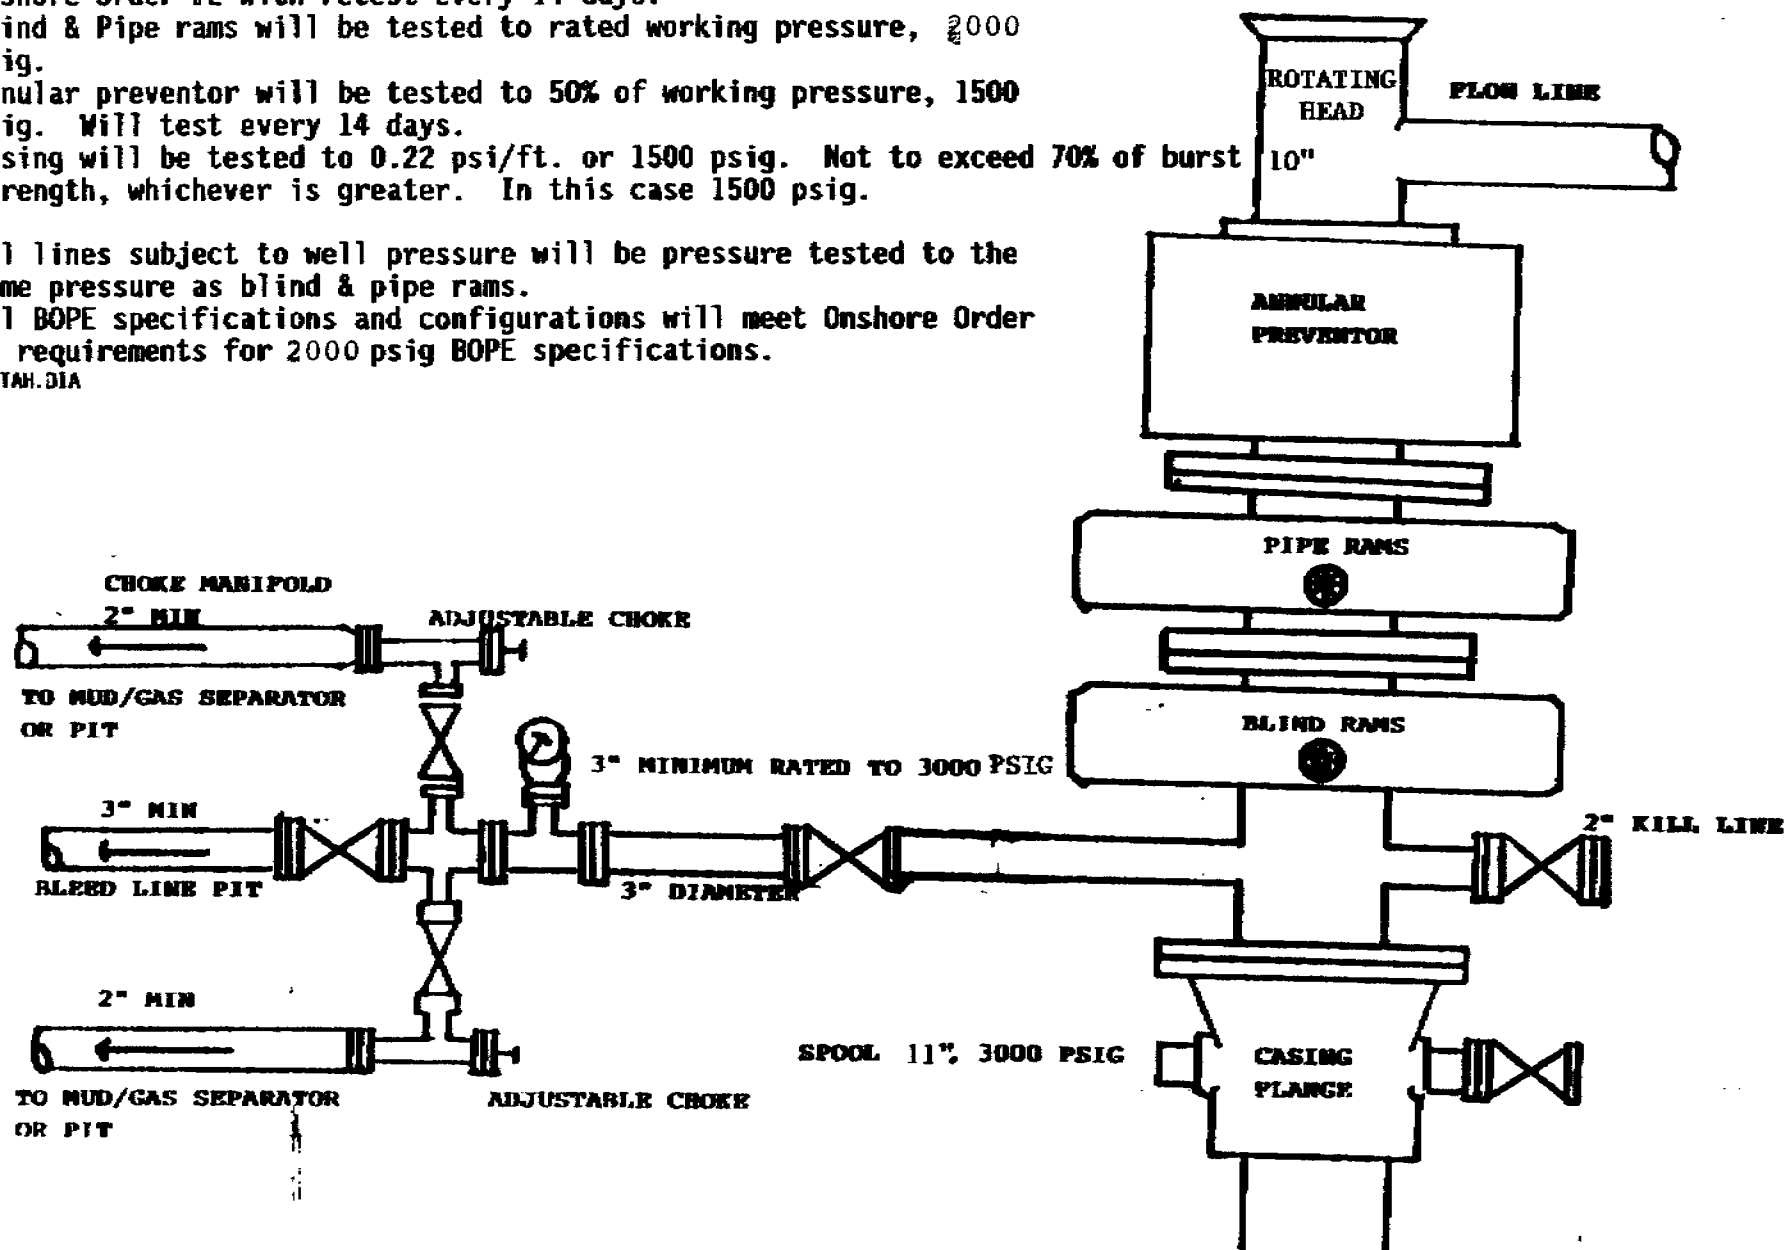 ind & Pipe rams will be tested to rated working pressure, 2000
ig.
nular preventor will be tested to 50% of working pressure, 1500
ig. Will test every 14 days.
sing will be tested to 0.22 psi/ft. or 1500 psig. Not to exceed 70% of burst
rength, whichever is greater. In this case 1500 psig.
l lines subject to well pressure will be pressure tested to the
me pressure as blind & pipe rams.
l BOPE specifications and configurations will meet Onshore Order
requirements for 2000 psig BOPE specifications.
TAH.DIA
ROTATING
HEAD
FLOW LINE
10"
ANNULAR
PREVENTOR
PIPE RAMS
CHOKE MANIFOLD
2" MIN
ADJUSTABLE CHOKE
TO MUD/GAS SEPARATOR
OR PIT
BLIND RAMS
3" MINIMUM RATED TO 3000 PSIG
3" MIN
2" KILL LINE
BLEED LINE PIT
3" DIAMETER
2" MIN
SPOOL 11", 3000 PSIG
CASING
FLANGE
TO MUD/GAS SEPARATOR
OR PIT
ADJUSTABLE CHOKE